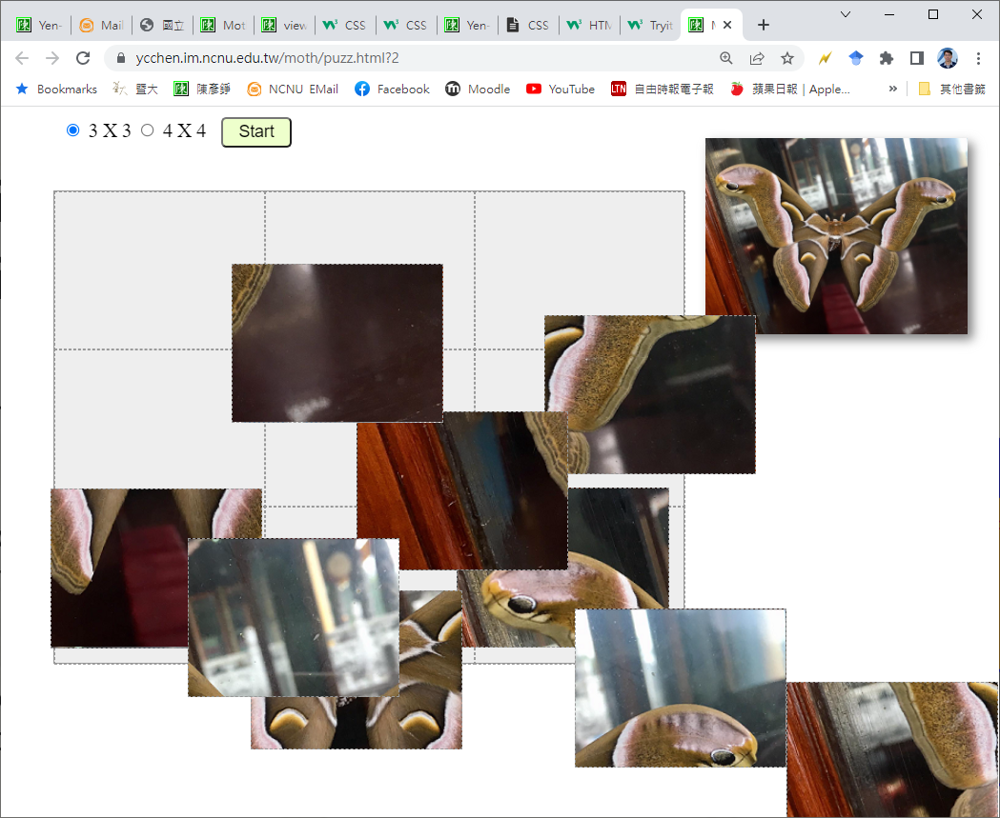 Yen- Mail 國立 Mot view CSS CSS Yen- CSS HTM Tryit M
ycchen.im.ncnu.edu.tw/moth/puzz.html?2
Bookmarks 暨大 陳彥錚 NCNU EMail Facebook Moodle YouTube LTN 自由時報電子報 蘋果日報 | Apple... » 其他書籤
3 X 3 4 X 4 Start